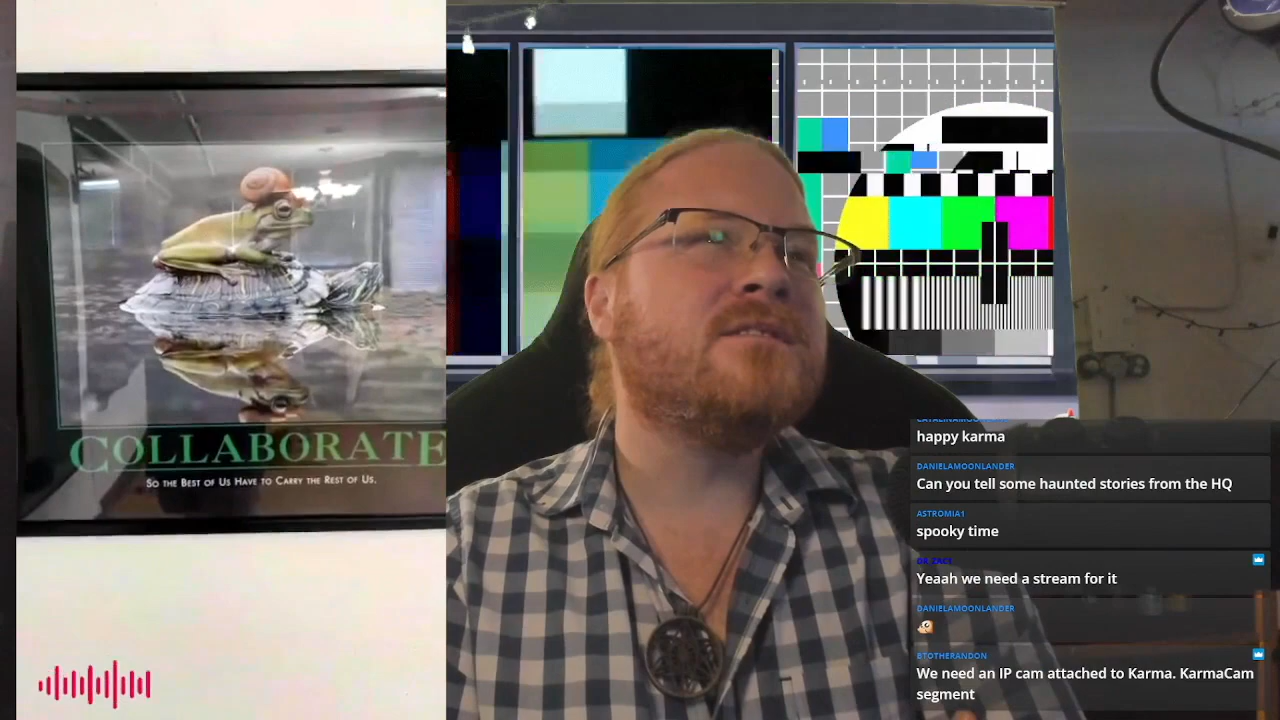 COLLABORATE
SO THE BEST OF US HAVE TO CARRY THE REST OF US.
happy karma
DANIELAMOONLANDER
Can you tell some haunted stories from the HQ
ASTROMIA1
spooky time
Yeaah we need a stream for it
DANIELAMOONLANDER
BTOTHERANDON
We need an IP cam attached to Karma. KarmaCam
segment